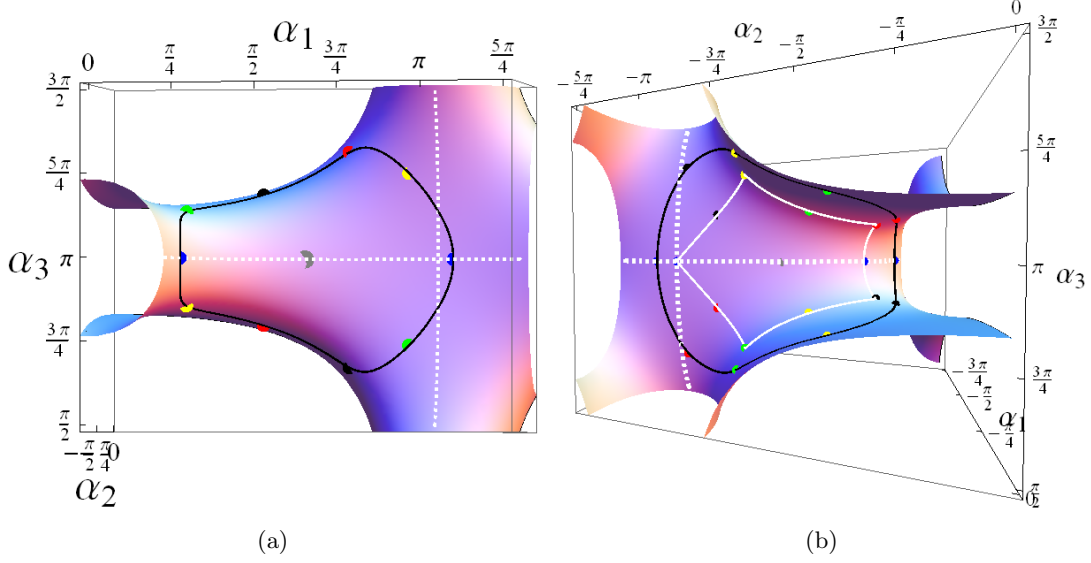 α₁
0 π/4 π/2 3π/4 π 5π/4
3π/2
5π/4
α₃ π
3π/4
π/2
-π/2 0 π/4
α₂
(a)
α₂
-5π/4 -π -3π/4 -π/2 -π/4 0
3π/2
5π/4
π α₃
3π/4
π/2
-3π/4
-π/2
α₁
-π/4
0
(b)